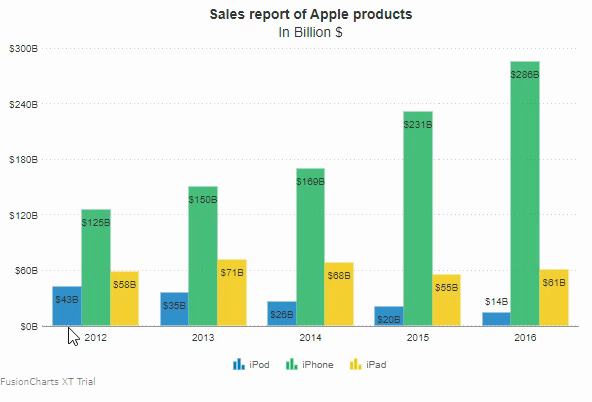 Sales report of Apple products
In Billion $
$300B
$240B
$180B
$120B
$60B
$0B
$43B
$125B
$58B
$35B
$150B
$71B
$26B
$169B
$68B
$20B
$231B
$55B
$14B
$286B
$61B
2012 2013 2014 2015 2016
iPod iPhone iPad
FusionCharts XT Trial